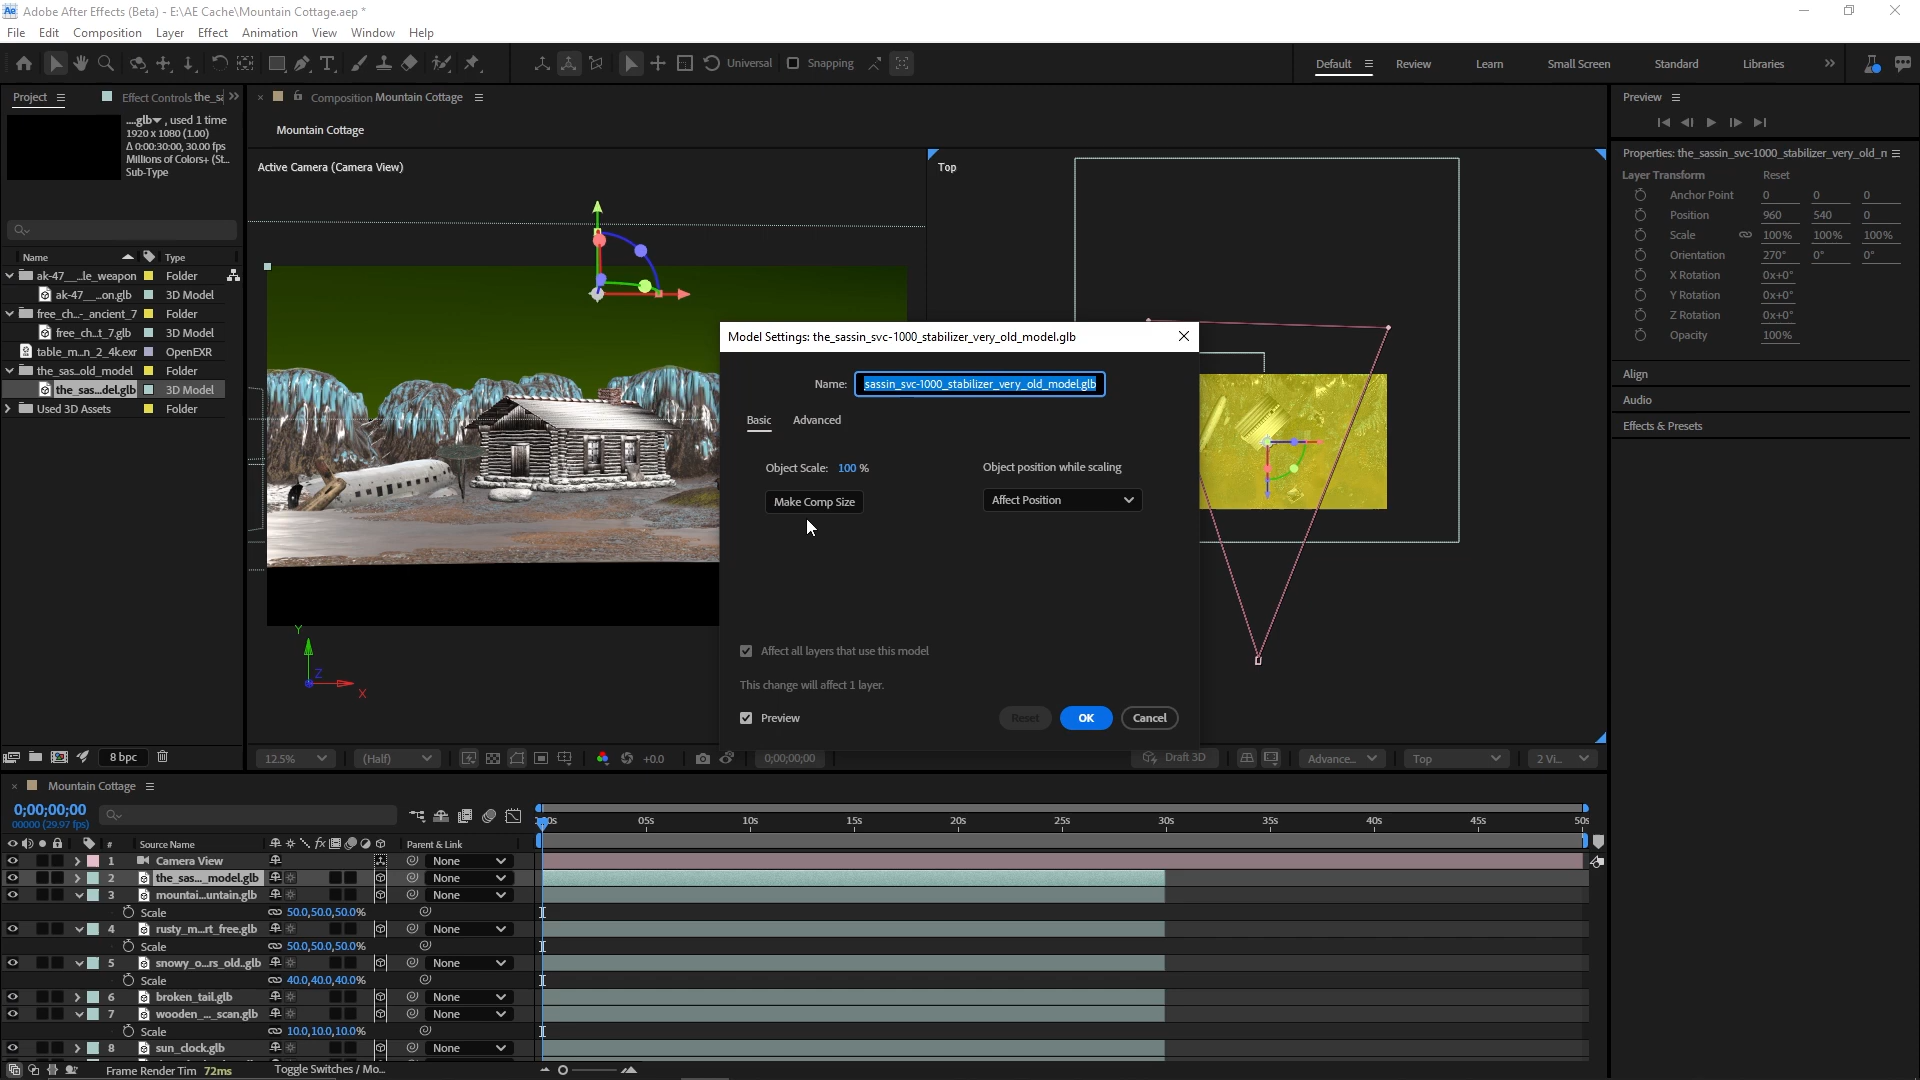 Adobe After Effects (Beta) - E:\AE Cache\Mountain Cottage.aep *
File Edit Composition Layer Effect Animation View Window Help
Universal Snapping Default Review Learn Small Screen Standard Libraries
Project Effect Controls the_sa
....glb, used 1 time
1920 x 1080 (1.00)
Δ 0:00:30:00, 30.00 fps
Millions of Colors+ (St...
Sub-Type
Name Type
ak-47__...le_weapon Folder
ak-47__...on.glb 3D Model
free_ch...-_ancient_7 Folder
free_ch...t_7.glb 3D Model
table_m...n_2_4k.exr OpenEXR
the_sas...old_model Folder
the_sas...del.glb 3D Model
Used 3D Assets Folder
8 bpc
Composition Mountain Cottage
Mountain Cottage
Active Camera (Camera View)
Top
Y
Z
X
Model Settings: the_sassin_svc-1000_stabilizer_very_old_model.glb
Name: sassin_svc-1000_stabilizer_very_old_model.glb
Basic Advanced
Object Scale: 100 % Object position while scaling
Make Comp Size Affect Position
Affect all layers that use this model
This change will affect 1 layer.
Preview Reset OK Cancel
12.5% (Half) +0.0 0;00;00;00 Draft 3D Advance... Top 2 Vi...
Preview
Properties: the_sassin_svc-1000_stabilizer_very_old_n
Layer Transform Reset
Anchor Point 0 0 0
Position 960 540 0
Scale 100% 100% 100%
Orientation 270° 0° 0°
X Rotation 0x+0°
Y Rotation 0x+0°
Z Rotation 0x+0°
Opacity 100%
Align
Audio
Effects & Presets
Mountain Cottage
0;00;00;00
00000 (29.97 fps)
05s 10s 15s 20s 25s 30s 35s 40s 45s 50s
# Source Name Parent & Link
1 Camera View None
2 the_sas..._model.glb None
3 mountai...untain.glb None
Scale 50.0,50.0,50.0%
4 rusty_m...rt_free.glb None
Scale 50.0,50.0,50.0%
5 snowy_o...rs_old..glb None
Scale 40.0,40.0,40.0%
6 broken_tail.glb None
7 wooden_..._scan.glb None
Scale 10.0,10.0,10.0%
8 sun_clock.glb None
Frame Render Tim 72ms Toggle Switches / Mo...